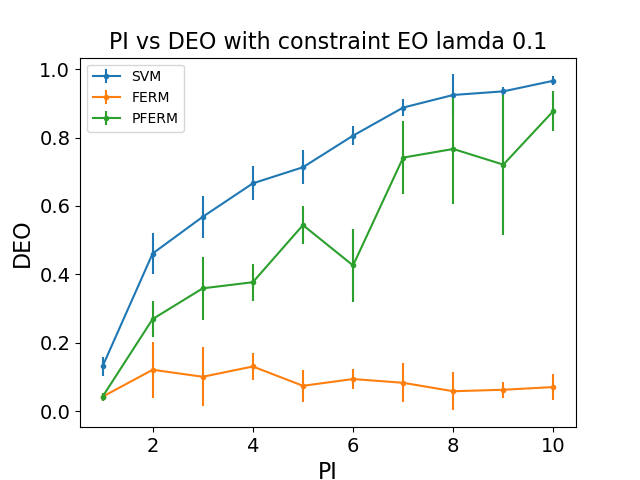 PI vs DEO with constraint EO lamda 0.1
SVM
FERM
PFERM
DEO
1.0
0.8
0.6
0.4
0.2
0.0
2 4 6 8 10
PI